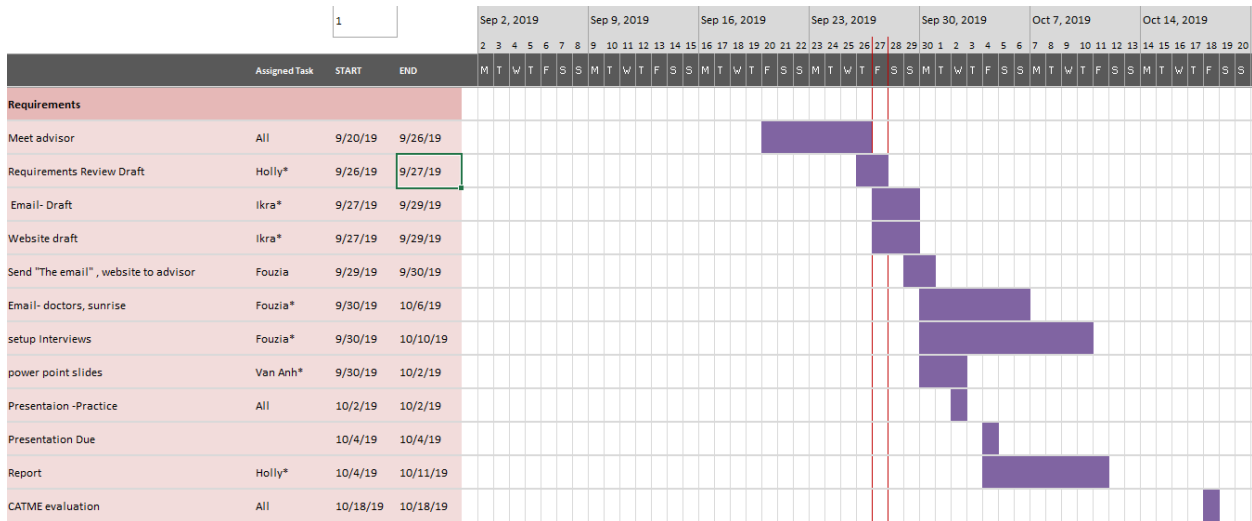 1 Sep 2, 2019 Sep 9, 2019 Sep 16, 2019 Sep 23, 2019 Sep 30, 2019 Oct 7, 2019 Oct 14, 2019
2 3 4 5 6 7 8 9 10 11 12 13 14 15 16 17 18 19 20 21 22 23 24 25 26 27 28 29 30 1 2 3 4 5 6 7 8 9 10 11 12 13 14 15 16 17 18 19 20
Assigned Task START END M T W T F S S M T W T F S S M T W T F S S M T W T F S S M T W T F S S M T W T F S S M T W T F S S
Requirements
Meet advisor All 9/20/19 9/26/19
Requirements Review Draft Holly* 9/26/19 9/27/19
Email- Draft Ikra* 9/27/19 9/29/19
Website draft Ikra* 9/27/19 9/29/19
Send "The email" , website to advisor Fouzia 9/29/19 9/30/19
Email- doctors, sunrise Fouzia* 9/30/19 10/6/19
setup Interviews Fouzia* 9/30/19 10/10/19
power point slides Van Anh* 9/30/19 10/2/19
Presentaion -Practice All 10/2/19 10/2/19
Presentation Due 10/4/19 10/4/19
Report Holly* 10/4/19 10/11/19
CATME evaluation All 10/18/19 10/18/19